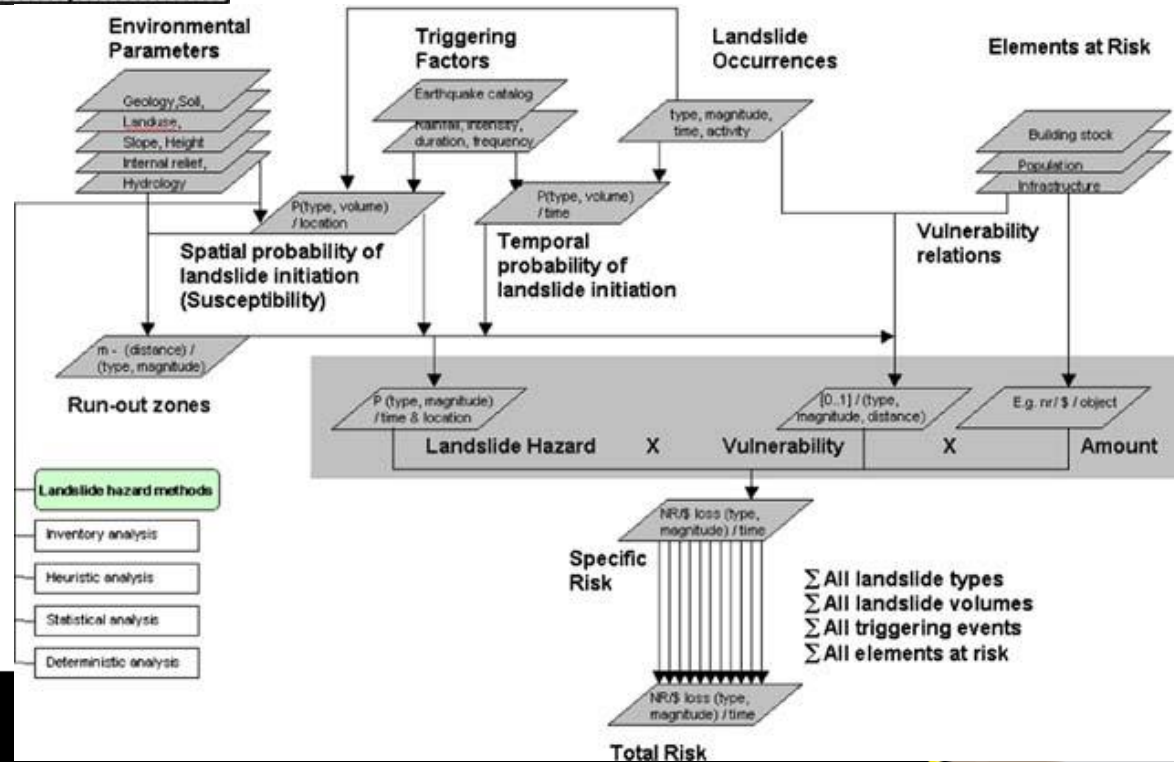 Environmental
Parameters
Triggering
Factors
Landslide
Occurrences
Elements at Risk
Geology,Soil,
Landuse,
Slope, Height
Internal relief,
Hydrology
Earthquake catalog
Rainfall, intensity,
duration, frequency
type, magnitude,
time, activity
Building stock
Population
Infrastructure
P(type, volume)
/ location
P(type, volume)
/ time
Spatial probability of
landslide initiation
(Susceptibility)
Temporal
probability of
landslide initiation
Vulnerability
relations
m - (distance) /
(type, magnitude)
Run-out zones
P (type, magnitude)
/ time & location
[0..1] / (type,
magnitude, distance)
E.g. nr/ $ / object
Landslide Hazard X Vulnerability X Amount
Landslide hazard methods
Inventory analysis
Heuristic analysis
Statistical analysis
Deterministic analysis
NR/$ loss (type,
magnitude) / time
Specific
Risk
∑ All landslide types
∑ All landslide volumes
∑ All triggering events
∑ All elements at risk
NR/$ loss (type,
magnitude) / time
Total Risk